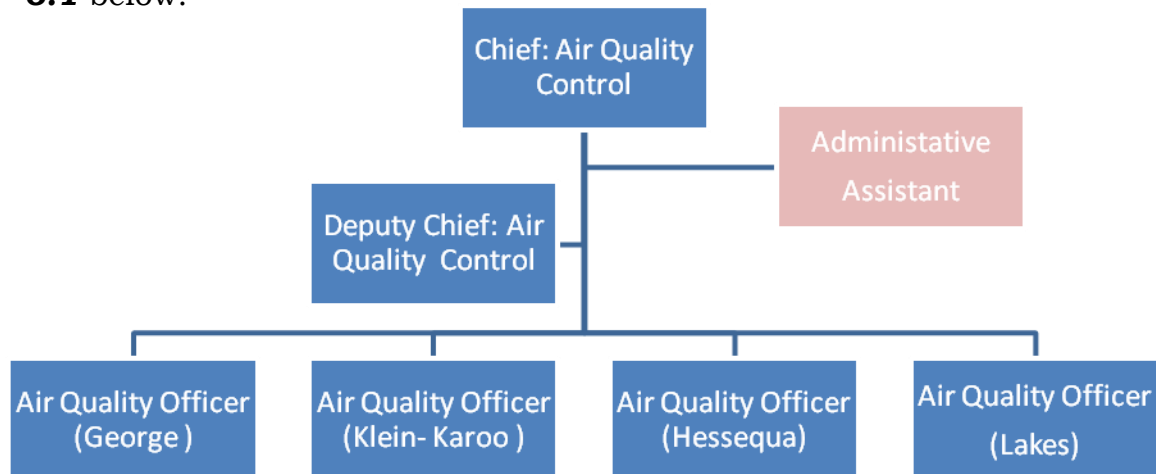 below.
Chief: Air Quality
Control
Administative
Assistant
Deputy Chief: Air
Quality Control
Air Quality Officer
(George )
Air Quality Officer
(Klein- Karoo )
Air Quality Officer
(Hessequa)
Air Quality Officer
(Lakes)